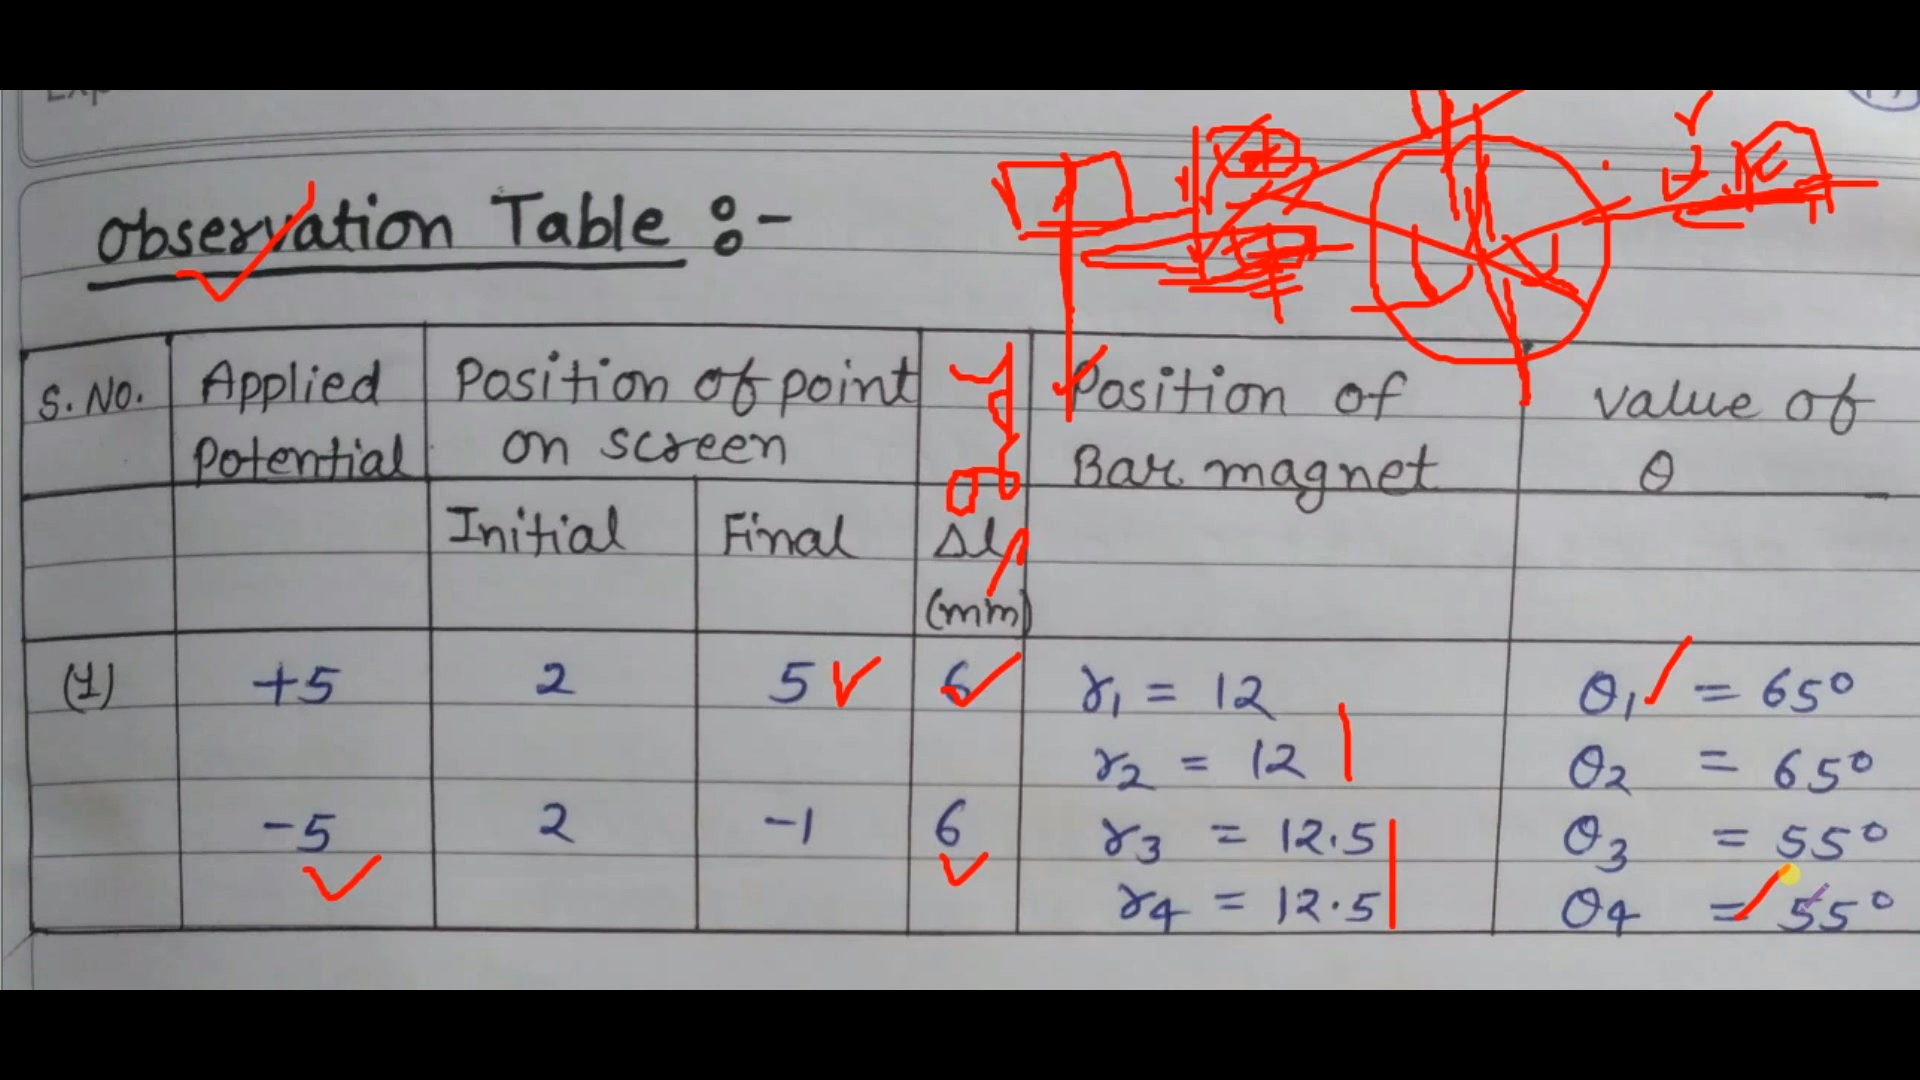 Observation Table :-
S. No. Applied Potential Position of point on screen Position of Bar magnet value of θ
Initial Final Δl (mm)
(1) +5 2 5 6 r1 = 12 θ1 = 65°
r2 = 12 θ2 = 65°
-5 2 -1 6 r3 = 12.5 θ3 = 55°
r4 = 12.5 θ4 = 55°